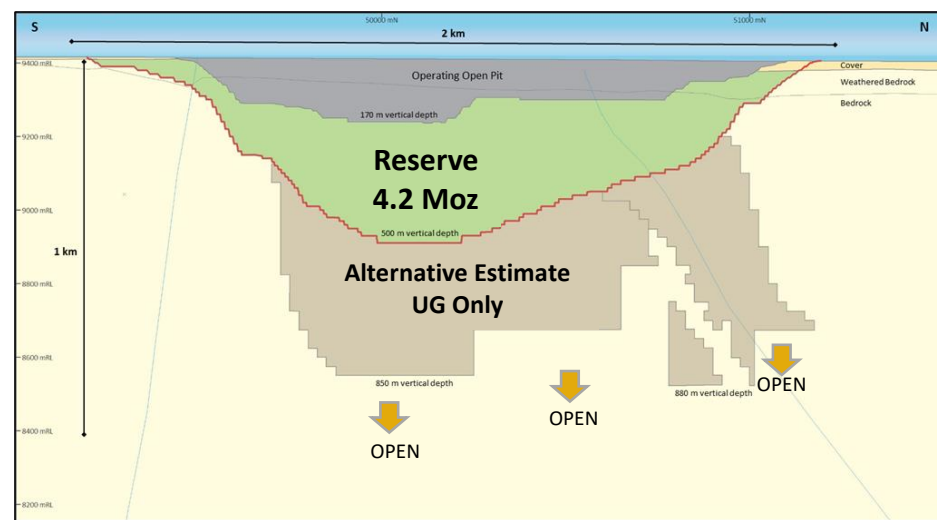 S
50000 mN
51000 mN
N
2 km
9400 mRL
Operating Open Pit
Cover
Weathered Bedrock
Bedrock
170 m vertical depth
9200 mRL
Reserve
4.2 Moz
9000 mRL
500 m vertical depth
1 km
Alternative Estimate
UG Only
8800 mRL
8600 mRL
850 m vertical depth
880 m vertical depth
OPEN
OPEN
OPEN
8400 mRL
8200 mRL